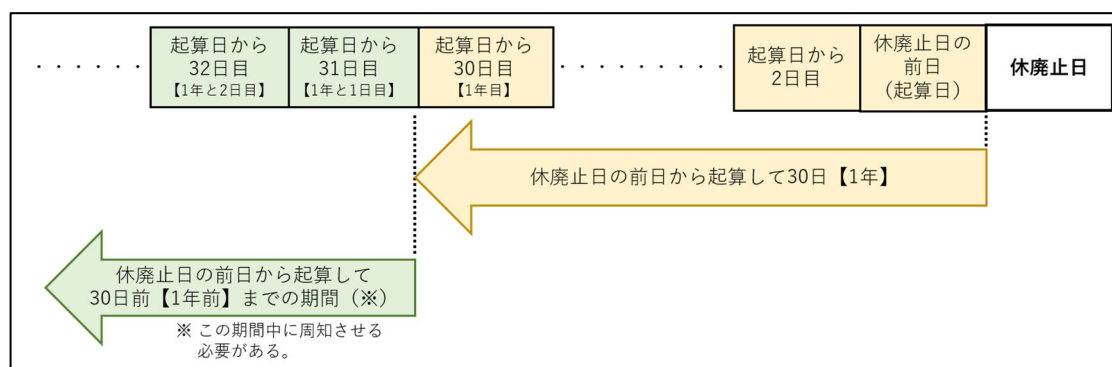 起算日から
32日目
【1年と2日目】
起算日から
31日目
【1年と1日目】
起算日から
30日目
【1年目】
起算日から
2日目
休廃止日の
前日
（起算日）
休廃止日
休廃止日の前日から起算して30日【1年】
休廃止日の前日から起算して
30日前【1年前】までの期間（※）
※ この期間中に周知させる
必要がある。